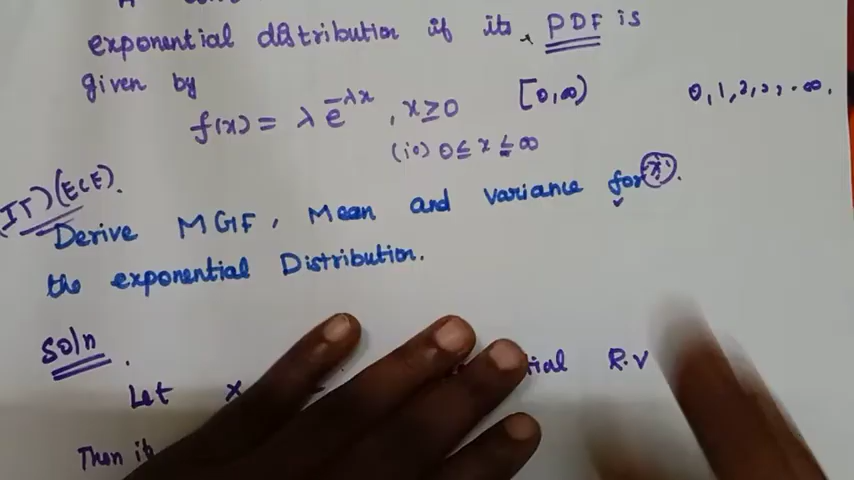 exponential distribution if its, PDF is
given by
f(x) = λ e^{-λx}, x ≥ 0 [0,∞) 0, 1, 2, 3, ... ∞.
(ie) 0 ≤ x ≤ ∞
IT) (ECE).
Derive MGF, Mean and variance for
the exponential Distribution.
Soln.
Let x R.V
Then it